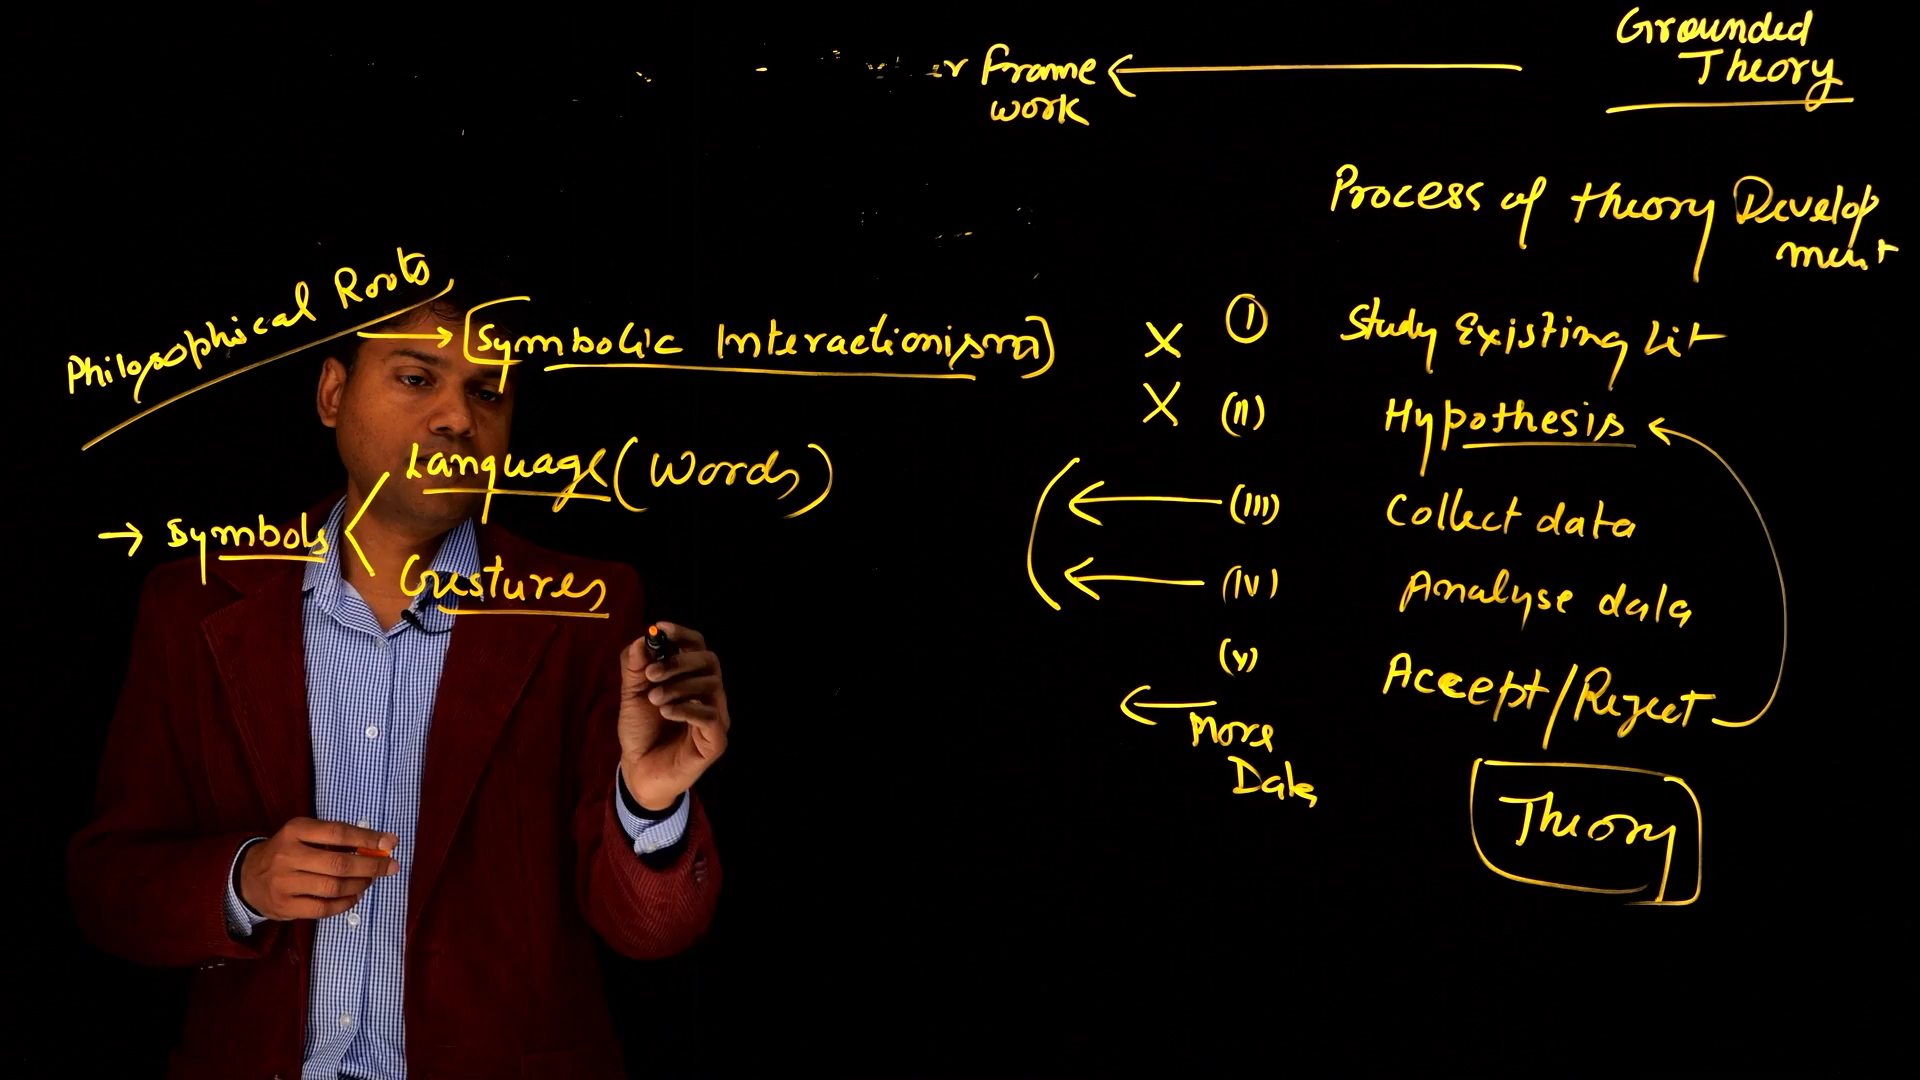 Grounded
Theory
Frame
work
Process of theory Develop
ment
Philosophical Roots
Symbolic Interactionism
X (I) Study Existing Lit
X (II) Hypothesis
Language (Words)
(III) Collect data
Symbols
Gestures
(IV) Analyse data
(V) Accept/Reject
More
Data
Theory